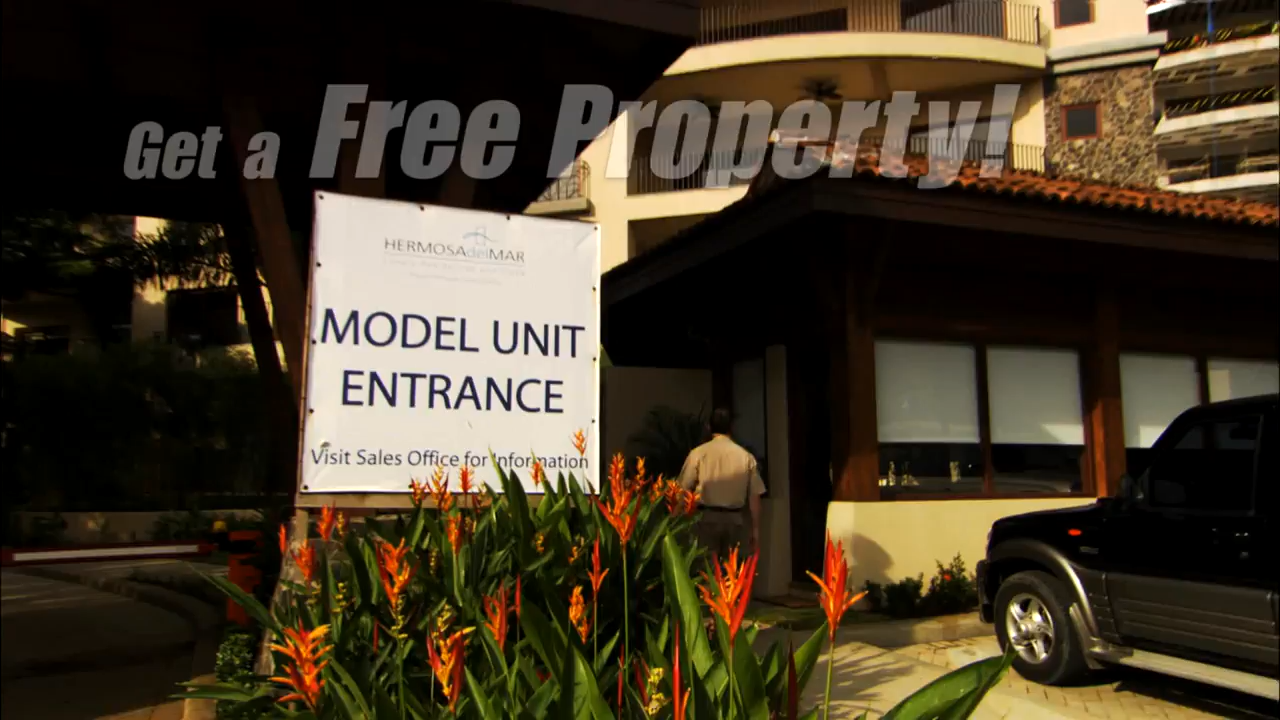 Get a Free Property!
HERMOSAdelMAR
MODEL UNIT
ENTRANCE
Visit Sales Office for Information